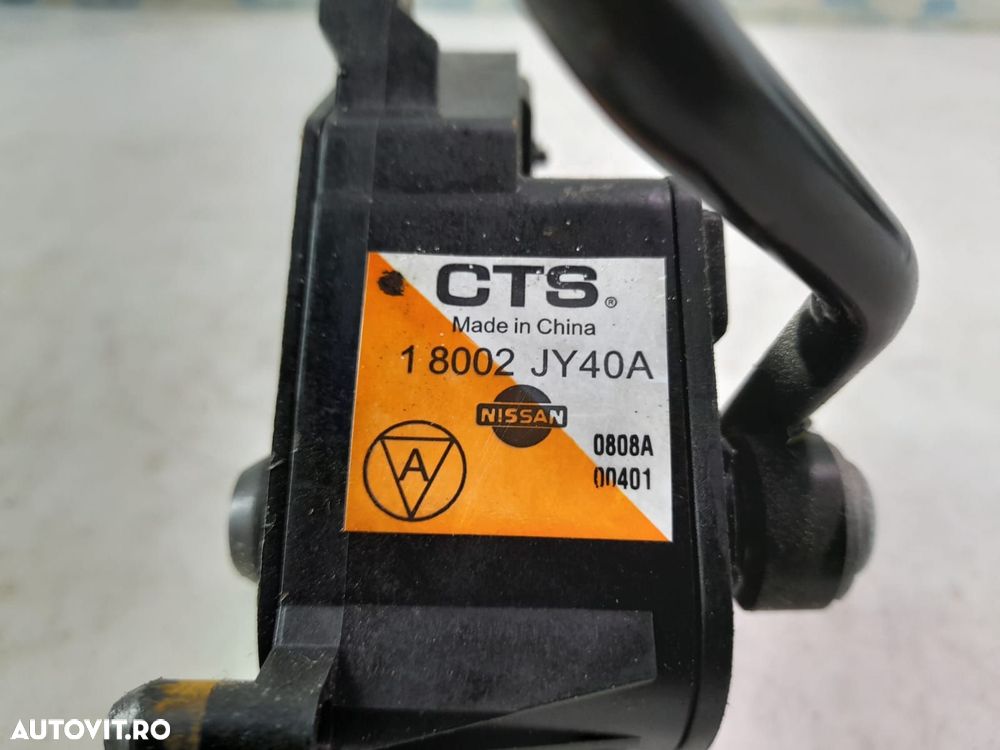 CTS®
Made in China
1 8002 JY40A
NISSAN
0808A
00401
A
AUTOVIT.RO